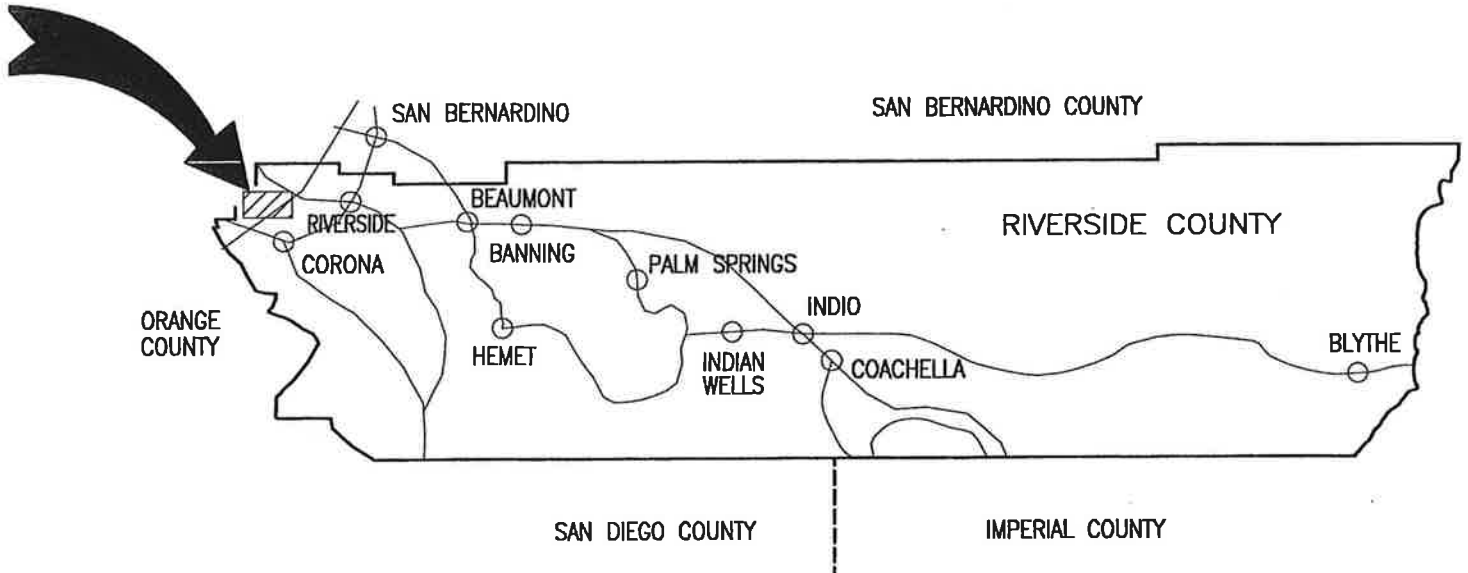 SAN BERNARDINO
SAN BERNARDINO COUNTY
BEAUMONT
RIVERSIDE
RIVERSIDE COUNTY
BANNING
CORONA
PALM SPRINGS
INDIO
ORANGE
COUNTY
HEMET
INDIAN
WELLS
COACHELLA
BLYTHE
SAN DIEGO COUNTY
IMPERIAL COUNTY